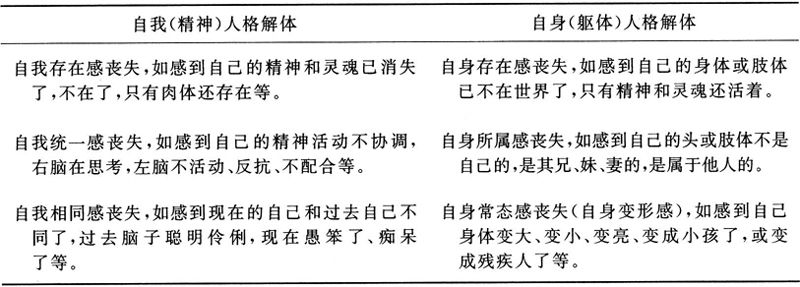 自我(精神)人格解体
自身(躯体)人格解体
自我存在感丧失,如感到自己的精神和灵魂已消失
了,不在了,只有肉体还存在等。
自身存在感丧失,如感到自己的身体或肢体
已不在世界了,只有精神和灵魂还活着。
自我统一感丧失,如感到自己的精神活动不协调,
右脑在思考,左脑不活动、反抗、不配合等。
自身所属感丧失,如感到自己的头或肢体不是
自己的,是其兄、妹、妻的,是属于他人的。
自我相同感丧失,如感到现在的自己和过去自己不
同了,过去脑子聪明伶俐,现在愚笨了、痴呆
了等。
自身常态感丧失(自身变形感),如感到自己
身体变大、变小、变亮、变成小孩了,或变
成残疾人了等。